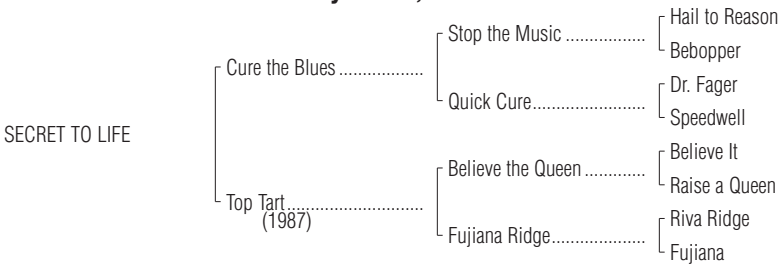 Hail to Reason
Stop the Music ................
Bebopper
Cure the Blues .................
Dr. Fager
Quick Cure.......................
Speedwell
SECRET TO LIFE
Believe It
Believe the Queen ............
Raise a Queen
Top Tart...........................
(1987)
Riva Ridge
Fujiana Ridge...................
Fujiana